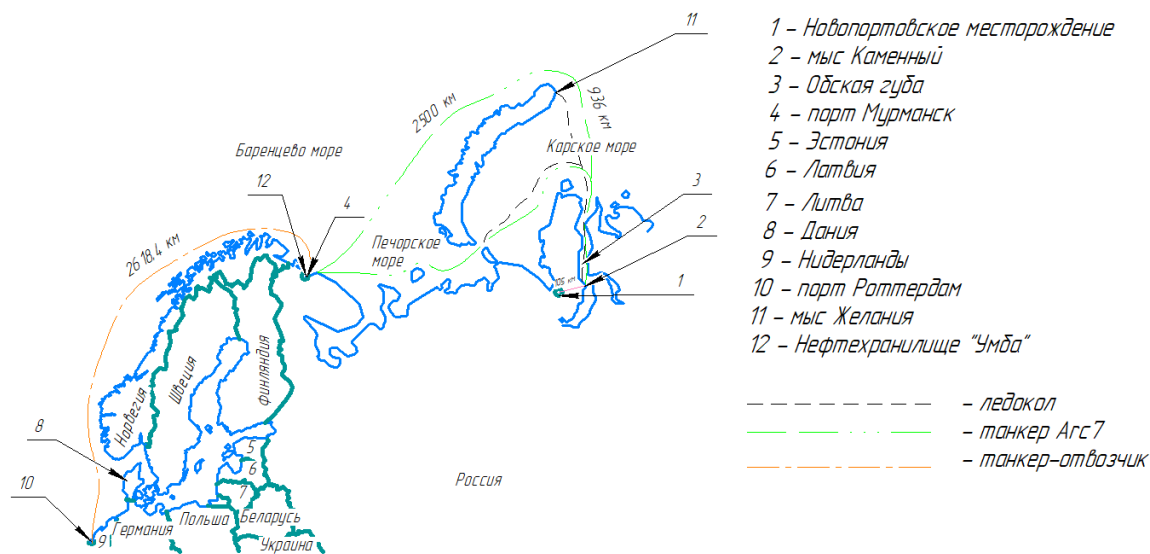 11
2500 км
936 км
Баренцево море
Карское море
12
4
3
2
Печорское
море
2618.4 км
105 км
1
Норвегия
Швеция
Финляндия
8
5
6
7
10
9
Россия
Германия
Польша
Беларусь
Украина
1 - Новопортовское месторождение
2 - мыс Каменный
3 - Обская губа
4 - порт Мурманск
5 - Эстония
6 - Латвия
7 - Литва
8 - Дания
9 - Нидерланды
10 - порт Роттердам
11 - мыс Желания
12 - Нефтехранилище "Умба"
- ледокол
- танкер Arc7
- танкер-отвозчик